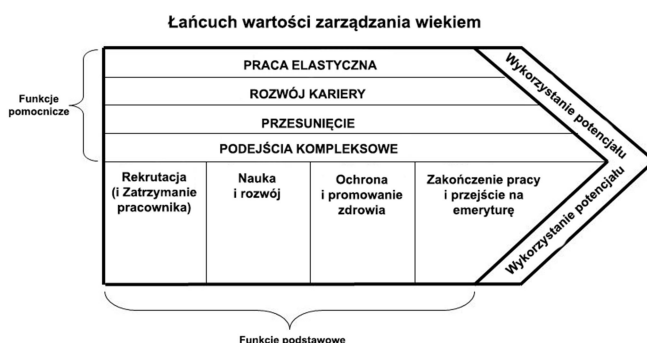 Łańcuch wartości zarządzania wiekiem
Funkcje
pomocnicze
PRACA ELASTYCZNA
ROZWÓJ KARIERY
PRZESUNIĘCIE
PODEJŚCIA KOMPLEKSOWE
Rekrutacja
(i Zatrzymanie
pracownika)
Nauka
i rozwój
Ochrona
i promowanie
zdrowia
Zakończenie pracy
i przejście na
emeryturę
Wykorzystanie potencjału
Wykorzystanie potencjału
Funkcje podstawowe